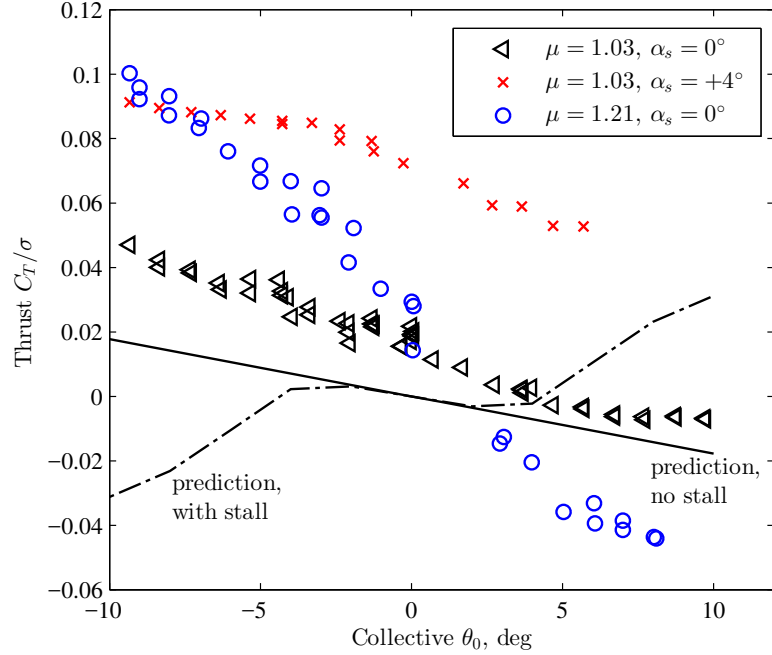 μ = 1.03, α_s = 0°
μ = 1.03, α_s = +4°
μ = 1.21, α_s = 0°
0.1
0.08
0.06
0.04
0.02
0
−0.02
−0.04
−0.06
Thrust C_T/σ
prediction,
with stall
prediction,
no stall
−10
−5
0
5
10
Collective θ_0, deg